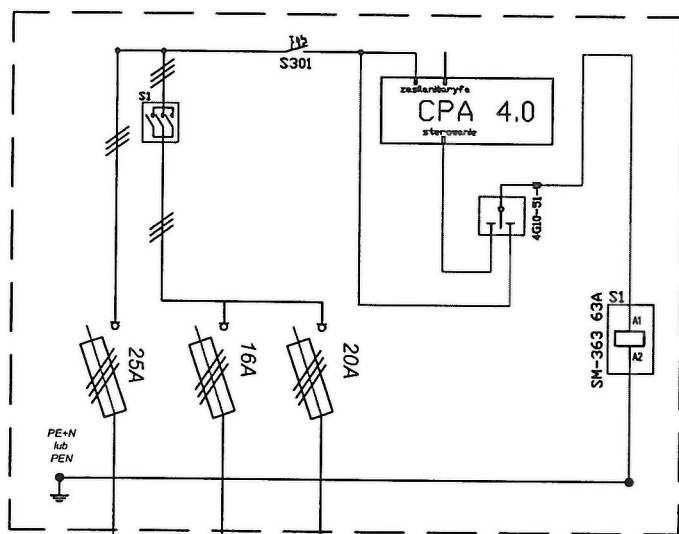 S301
zasilanie
taryfa
CPA 4.0
sterowanie
S1
4G10-51
S1
A1
A2
SM-363 63A
25A
16A
20A
PE+N
lub
PEN